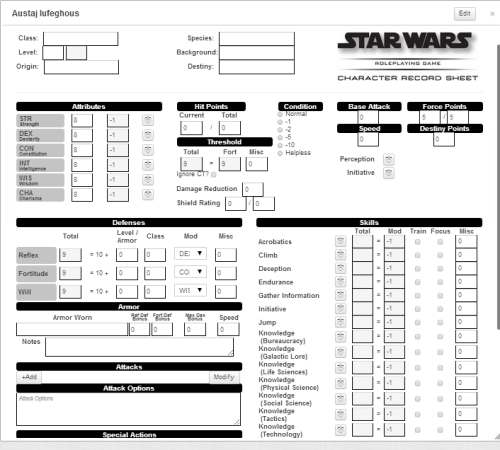 Austaj lufeghous
Edit
Class:
Species:
Level:
Background:
Origin:
Destiny:
STAR WARS
ROLEPLAYING GAME
CHARACTER RECORD SHEET
Attributes
STR Strength 8 -1
DEX Dexterity 8 -1
CON Constitution 8 -1
INT Intelligence 8 -1
WIS Wisdom 8 -1
CHA Charisma 8 -1
Hit Points
Current Total
0 / 0
Threshold
Total Fort Misc
9 = 9 0
Ignore CT?
Damage Reduction 0
Shield Rating 0 / 0
Condition
Normal
-1
-2
-5
-10
Helpless
Base Attack
0
Speed
0
Force Points
5 / 5
Destiny Points
0
Perception
Initiative
Defenses
Total Level / Armor Class Mod Misc
Reflex 9 = 10 + 0 0 DEX 0
Fortitude 9 = 10 + 0 0 CO 0
Will 9 = 10 + 0 0 WIS 0
Armor
Armor Worn Ref Def Bonus Fort Def Bonus Max Dex Bonus Speed
0 0 0 0
Notes
Attacks
+Add Modify
Attack Options
Attack Options
Special Actions
Skills
Total Mod Train Focus Misc
Acrobatics = -1 0
Climb = -1 0
Deception = -1 0
Endurance = -1 0
Gather Information = -1 0
Initiative = -1 0
Jump = -1 0
Knowledge (Bureaucracy) = -1 0
Knowledge (Galactic Lore) = -1 0
Knowledge (Life Sciences) = -1 0
Knowledge (Physical Science) = -1 0
Knowledge (Social Science) = -1 0
Knowledge (Tactics) = -1 0
Knowledge (Technology) = -1 0